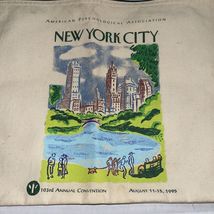 AMERICAN PSYCHOLOGICAL ASSOCIATION
NEW YORK CITY
103RD ANNUAL CONVENTION AUGUST 11-15, 1995